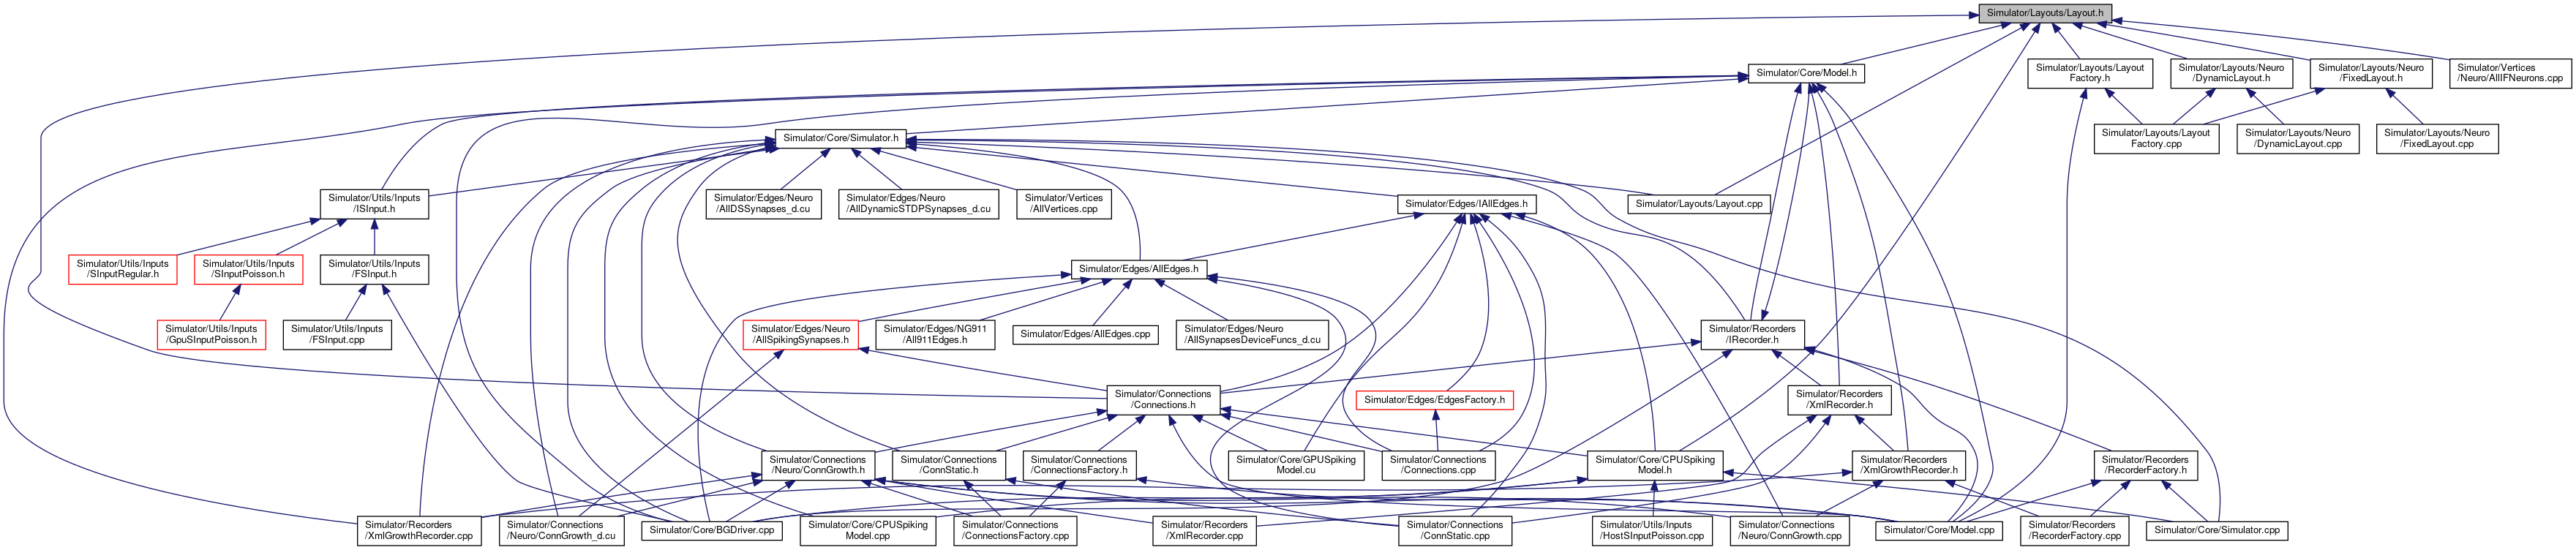 Simulator/Layouts/Layout.h
Simulator/Core/Model.h
Simulator/Layouts/Layout
Factory.h
Simulator/Layouts/Neuro
/DynamicLayout.h
Simulator/Layouts/Neuro
/FixedLayout.h
Simulator/Vertices
/Neuro/AllIFNeurons.cpp
Simulator/Core/Simulator.h
Simulator/Layouts/Layout
Factory.cpp
Simulator/Layouts/Neuro
/DynamicLayout.cpp
Simulator/Layouts/Neuro
/FixedLayout.cpp
Simulator/Utils/Inputs
/ISInput.h
Simulator/Edges/Neuro
/AllDSSynapses_d.cu
Simulator/Edges/Neuro
/AllDynamicSTDPSynapses_d.cu
Simulator/Vertices
/AllVertices.cpp
Simulator/Edges/IAllEdges.h
Simulator/Layouts/Layout.cpp
Simulator/Utils/Inputs
/SInputRegular.h
Simulator/Utils/Inputs
/SInputPoisson.h
Simulator/Utils/Inputs
/FSInput.h
Simulator/Edges/AllEdges.h
Simulator/Utils/Inputs
/GpuSInputPoisson.h
Simulator/Utils/Inputs
/FSInput.cpp
Simulator/Edges/Neuro
/AllSpikingSynapses.h
Simulator/Edges/NG911
/All911Edges.h
Simulator/Edges/AllEdges.cpp
Simulator/Edges/Neuro
/AllSynapsesDeviceFuncs_d.cu
Simulator/Recorders
/IRecorder.h
Simulator/Connections
/Connections.h
Simulator/Edges/EdgesFactory.h
Simulator/Recorders
/XmlRecorder.h
Simulator/Connections
/Neuro/ConnGrowth.h
Simulator/Connections
/ConnStatic.h
Simulator/Connections
/ConnectionsFactory.h
Simulator/Core/GPUSpiking
Model.cu
Simulator/Connections
/Connections.cpp
Simulator/Core/CPUSpiking
Model.h
Simulator/Recorders
/XmlGrowthRecorder.h
Simulator/Recorders
/RecorderFactory.h
Simulator/Recorders
/XmlGrowthRecorder.cpp
Simulator/Connections
/Neuro/ConnGrowth_d.cu
Simulator/Core/BGDriver.cpp
Simulator/Core/CPUSpiking
Model.cpp
Simulator/Connections
/ConnectionsFactory.cpp
Simulator/Recorders
/XmlRecorder.cpp
Simulator/Connections
/ConnStatic.cpp
Simulator/Utils/Inputs
/HostSInputPoisson.cpp
Simulator/Connections
/Neuro/ConnGrowth.cpp
Simulator/Core/Model.cpp
Simulator/Recorders
/RecorderFactory.cpp
Simulator/Core/Simulator.cpp